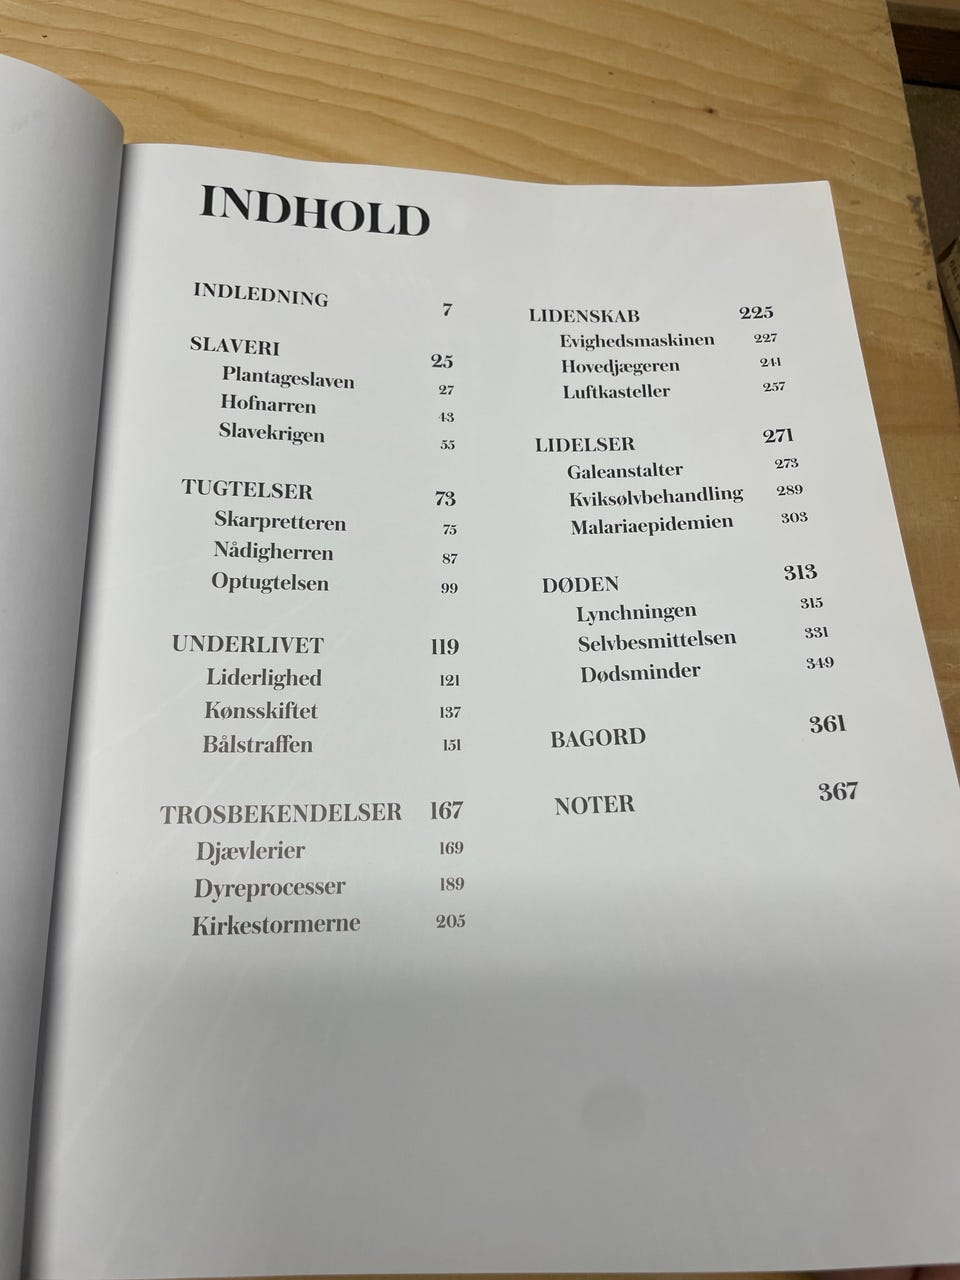 INDHOLD
INDLEDNING 7
SLAVERI 25
Plantageslaven 27
Hofnarren 43
Slavekrigen 55
TUGTELSER 73
Skarpretteren 75
Nådigherren 87
Optugtelsen 99
UNDERLIVET 119
Liderlighed 121
Kønsskiftet 137
Bålstraffen 151
TROSBEKENDELSER 167
Djævlerier 169
Dyreprocesser 189
Kirkestormerne 205
LIDENSKAB 225
Evighedsmaskinen 227
Hovedjægeren 241
Luftkasteller 257
LIDELSER 271
Galeanstalter 273
Kviksølvbehandling 289
Malariaepidemien 303
DØDEN 313
Lynchningen 315
Selvbesmittelsen 331
Dødsminder 349
BAGORD 361
NOTER 367